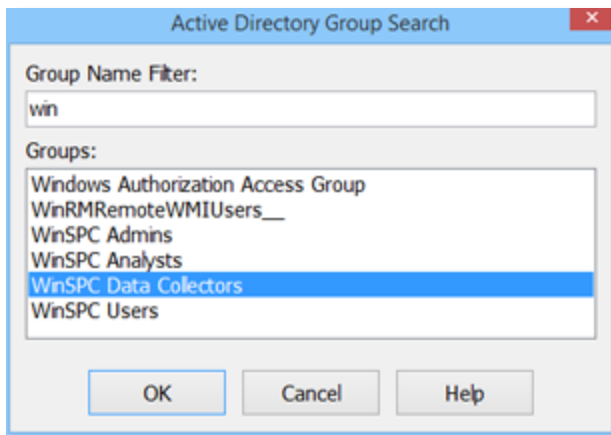 Active Directory Group Search
Group Name Filter:
win
Groups:
Windows Authorization Access Group
WinRMRemoteWMIUsers__
WinSPC Admins
WinSPC Analysts
WinSPC Data Collectors
WinSPC Users
OK Cancel Help